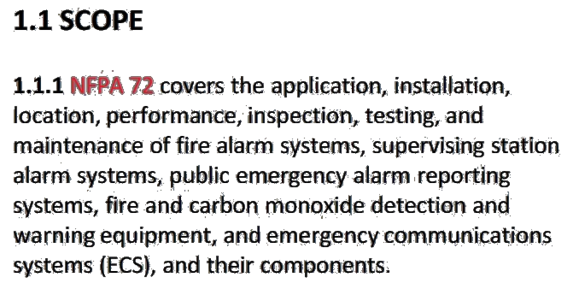 1.1 SCOPE
1.1.1 NFPA 72 covers the application, installation,
location, performance, inspection, testing, and
maintenance of fire alarm systems, supervising station
alarm systems, public emergency alarm reporting
systems, fire and carbon monoxide detection and
warning equipment, and emergency communications
systems (ECS), and their components.